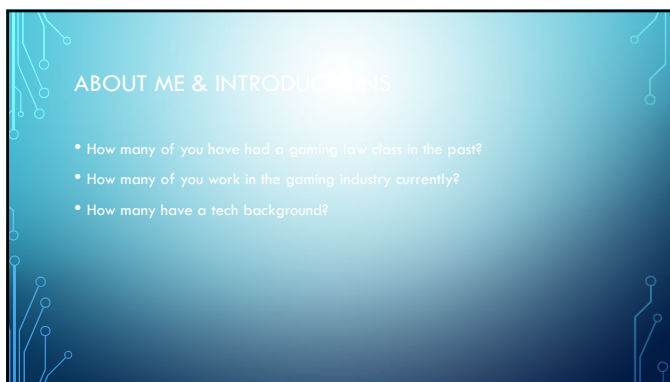 ABOUT ME & INTRODUCTIONS
• How many of you have had a gaming law class in the past?
• How many of you work in the gaming industry currently?
• How many have a tech background?